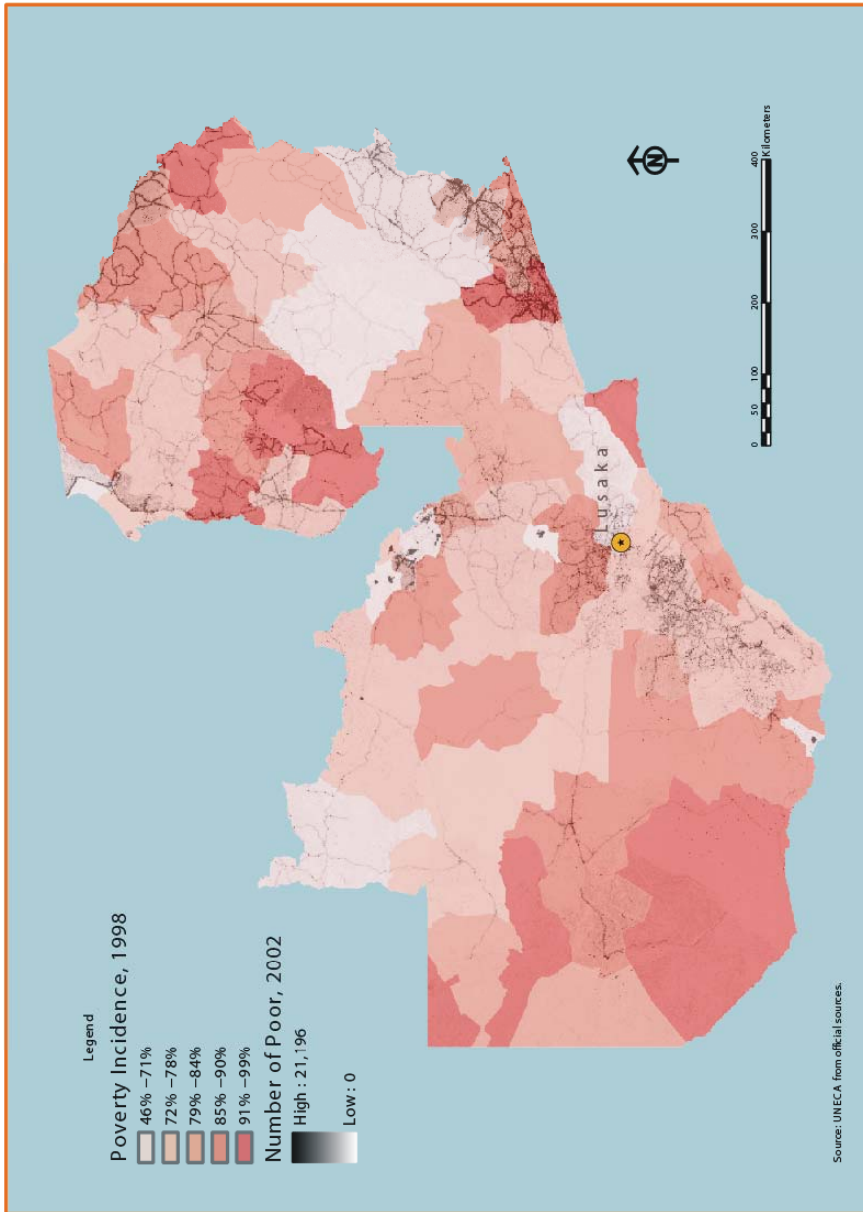 Legend
Poverty Incidence, 1998
46% –71%
72% –78%
79% –84%
85% –90%
91% –99%
Number of Poor, 2002
High : 21,196
Low : 0
Lusaka
N
0 50 100 200 300 400
Kilometers
Source: UNECA from official sources.